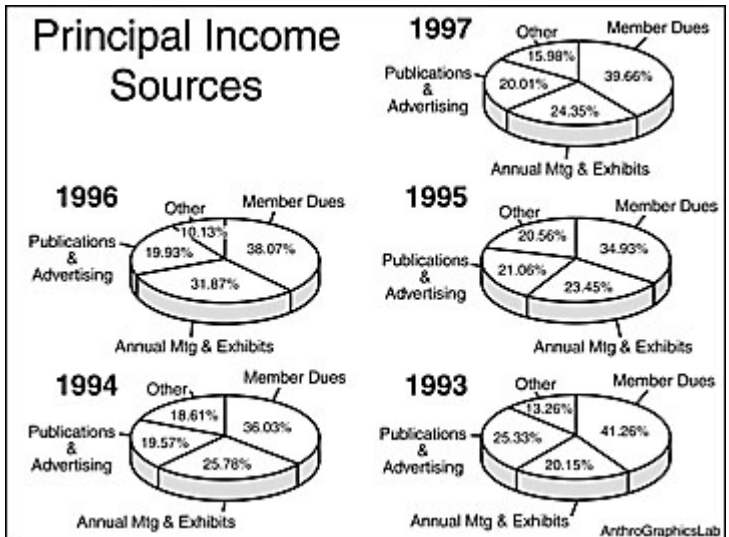 Principal Income
Sources
1997
Other
Member Dues
15.98%
39.66%
Publications
&
Advertising
20.01%
24.35%
Annual Mtg & Exhibits
1996
Other
Member Dues
10.13%
38.07%
Publications
&
Advertising
19.93%
31.87%
Annual Mtg & Exhibits
1995
Other
Member Dues
20.56%
34.93%
Publications
&
Advertising
21.06%
23.45%
Annual Mtg & Exhibits
1994
Other
Member Dues
18.61%
36.03%
Publications
&
Advertising
19.57%
25.78%
Annual Mtg & Exhibits
1993
Other
Member Dues
13.26%
41.26%
Publications
&
Advertising
25.33%
20.15%
Annual Mtg & Exhibits
AnthroGraphicsLab